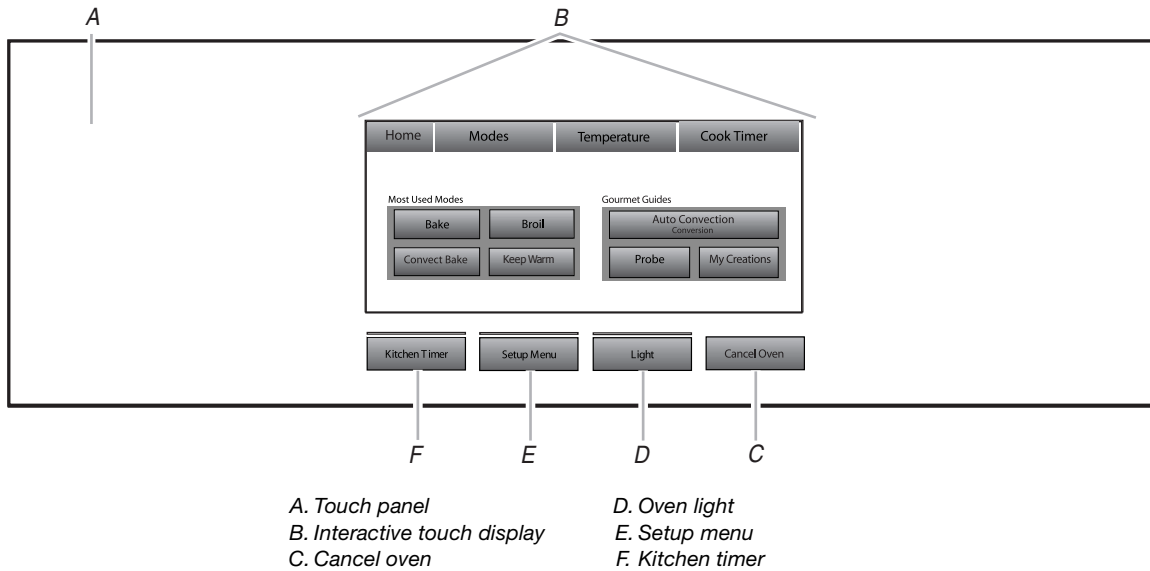 A B
Home Modes Temperature Cook Timer
Most Used Modes Gourmet Guides
Bake Broil Auto Convection
Conversion
Convect Bake Keep Warm Probe My Creations
Kitchen Timer Setup Menu Light Cancel Oven
F E D C
A. Touch panel D. Oven light
B. Interactive touch display E. Setup menu
C. Cancel oven F. Kitchen timer